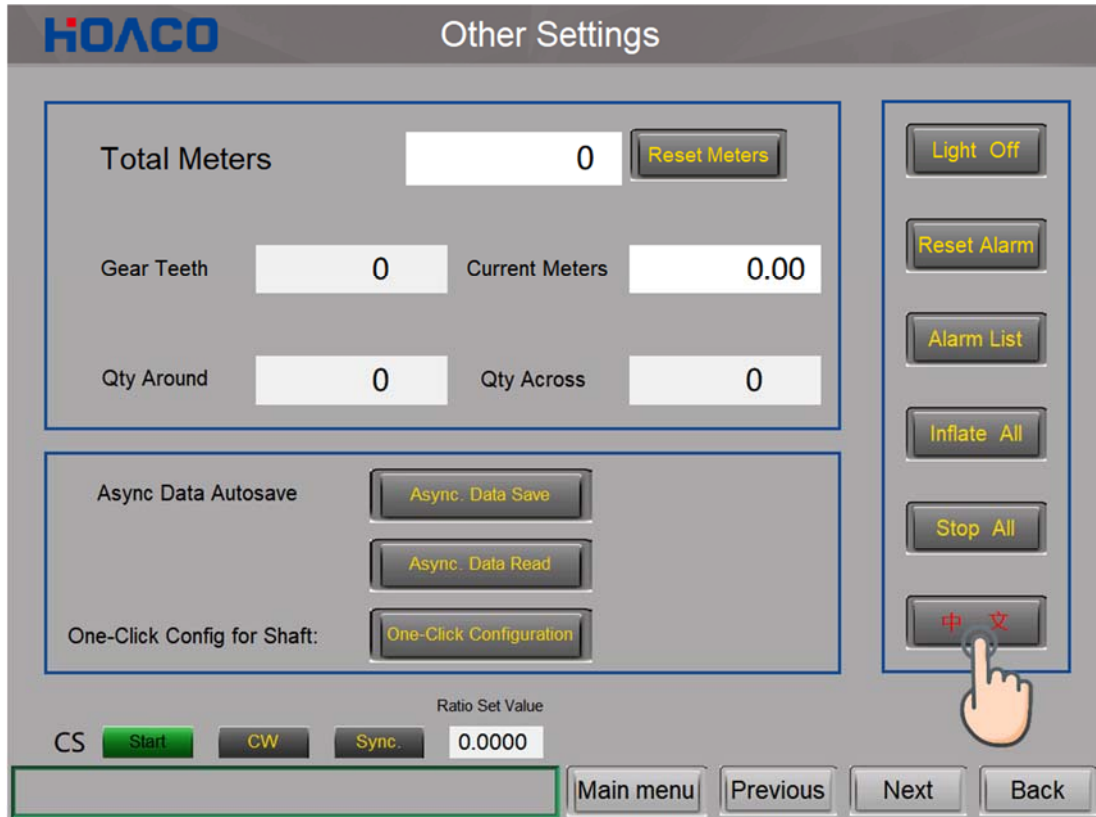 HOACO
Other Settings
Total Meters
0
Reset Meters
Gear Teeth
0
Current Meters
0.00
Qty Around
0
Qty Across
0
Async Data Autosave
Async. Data Save
Async. Data Read
One-Click Config for Shaft:
One-Click Configuration
Light Off
Reset Alarm
Alarm List
Inflate All
Stop All
中 文
Ratio Set Value
CS
Start
CW
Sync.
0.0000
Main menu
Previous
Next
Back